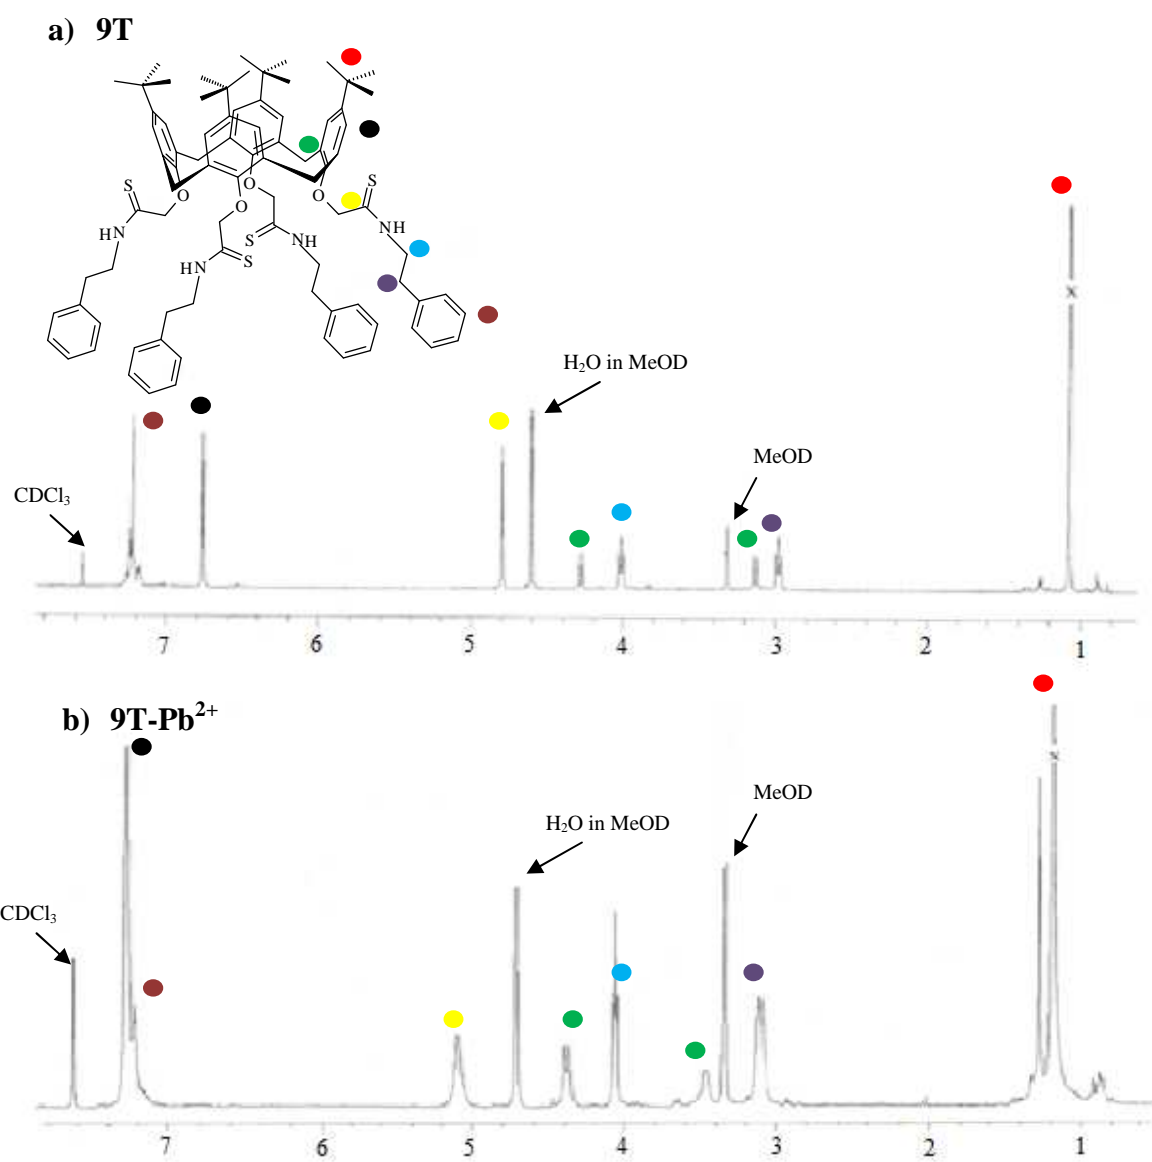 a) 9T
S
O
HN
S
O
HN
O
S
NH
O
S
NH
H₂O in MeOD
MeOD
CDCl₃
x
7 6 5 4 3 2 1
b) 9T-Pb²⁺
x
MeOD
H₂O in MeOD
CDCl₃
7 6 5 4 3 2 1